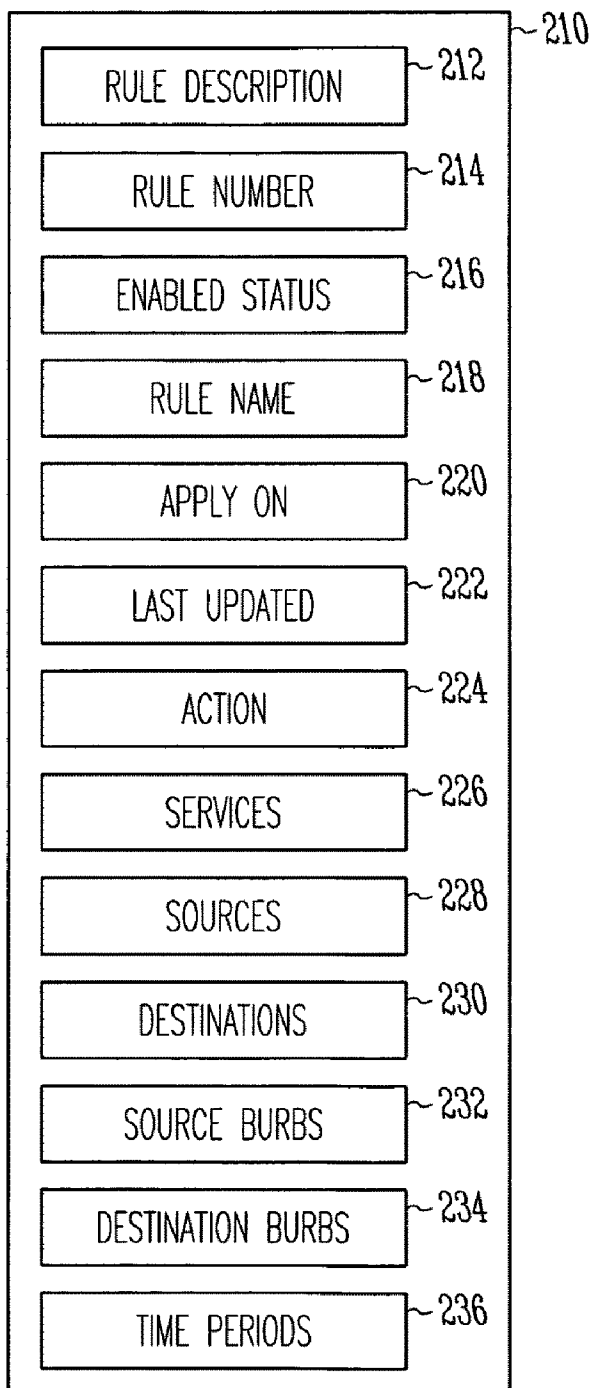 210
RULE DESCRIPTION 212
RULE NUMBER 214
ENABLED STATUS 216
RULE NAME 218
APPLY ON 220
LAST UPDATED 222
ACTION 224
SERVICES 226
SOURCES 228
DESTINATIONS 230
SOURCE BURBS 232
DESTINATION BURBS 234
TIME PERIODS 236